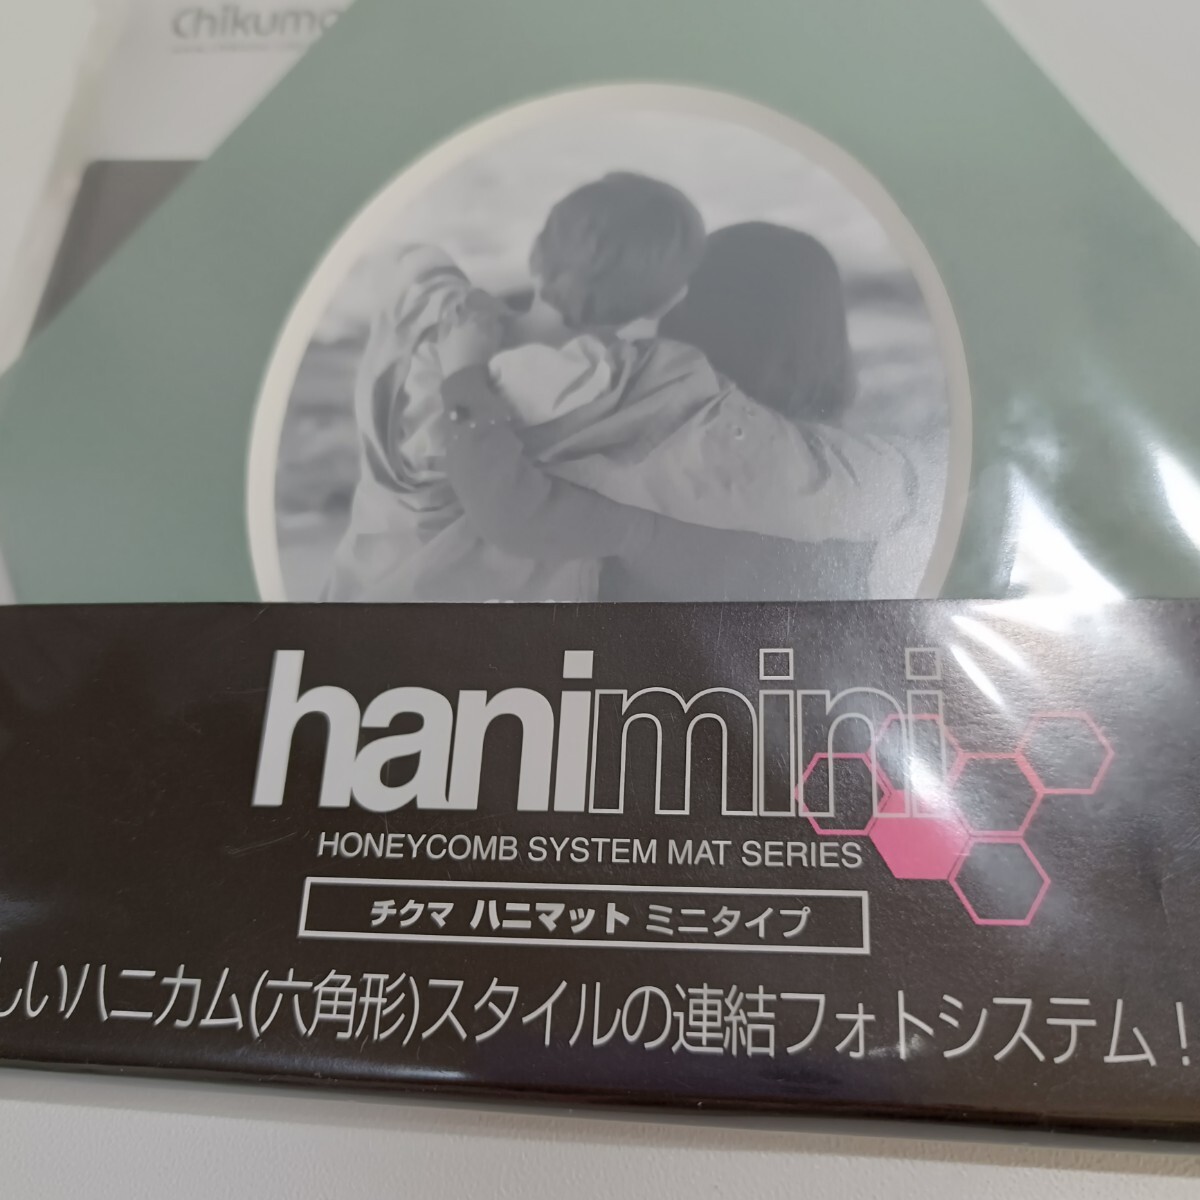 hanimini
HONEYCOMB SYSTEM MAT SERIES
チクマ ハニマット ミニタイプ
しいハニカム(六角形)スタイルの連結フォトシステム！